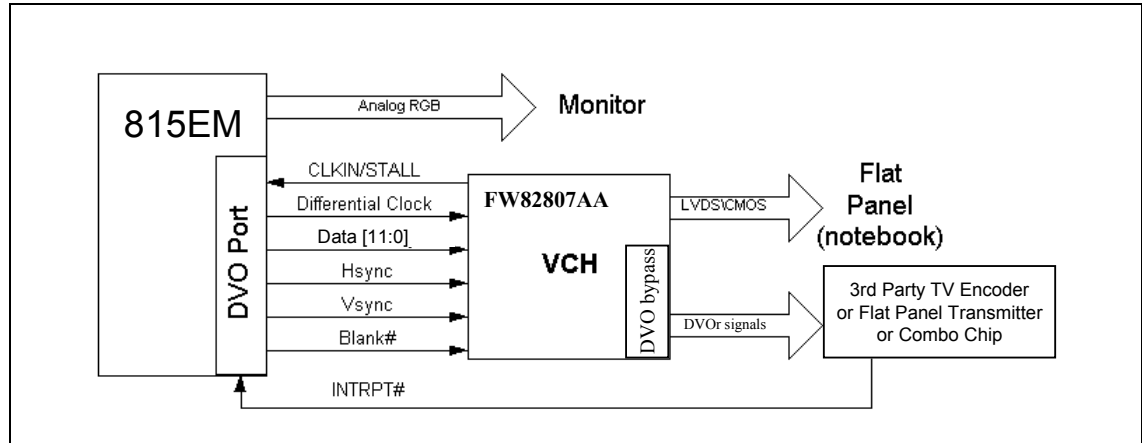 815EM
DVO Port
Analog RGB
Monitor
CLKIN/STALL
Differential Clock
Data [11:0]
Hsync
Vsync
Blank#
INTRPT#
FW82807AA
VCH
DVO bypass
LVDS\CMOS
Flat
Panel
(notebook)
DVOr signals
3rd Party TV Encoder
or Flat Panel Transmitter
or Combo Chip